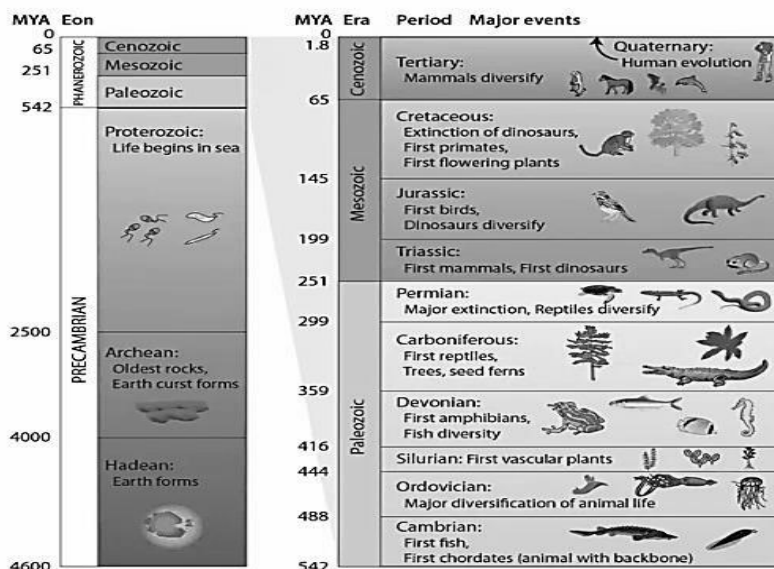 MYA Eon
0
65
251
542
2500
4000
4600
PHANEROZOIC
PRECAMBRIAN
Cenozoic
Mesozoic
Paleozoic
Proterozoic:
Life begins in sea
Archean:
Oldest rocks,
Earth curst forms
Hadean:
Earth forms
MYA Era Period Major events
0
1.8
65
145
199
251
299
359
416
444
488
542
Cenozoic
Mesozoic
Paleozoic
Quaternary:
Human evolution
Tertiary:
Mammals diversify
Cretaceous:
Extinction of dinosaurs,
First primates,
First flowering plants
Jurassic:
First birds,
Dinosaurs diversify
Triassic:
First mammals, First dinosaurs
Permian:
Major extinction, Reptiles diversify
Carboniferous:
First reptiles,
Trees, seed ferns
Devonian:
First amphibians,
Fish diversity
Silurian: First vascular plants
Ordovician:
Major diversification of animal life
Cambrian:
First fish,
First chordates (animal with backbone)